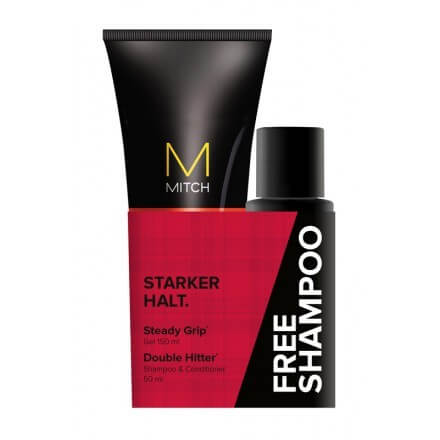 M
MITCH
STARKER
HALT.
Steady Grip®
Gel 150 ml
Double Hitter®
Shampoo & Conditioner
50 ml
FREE
SHAMPOO